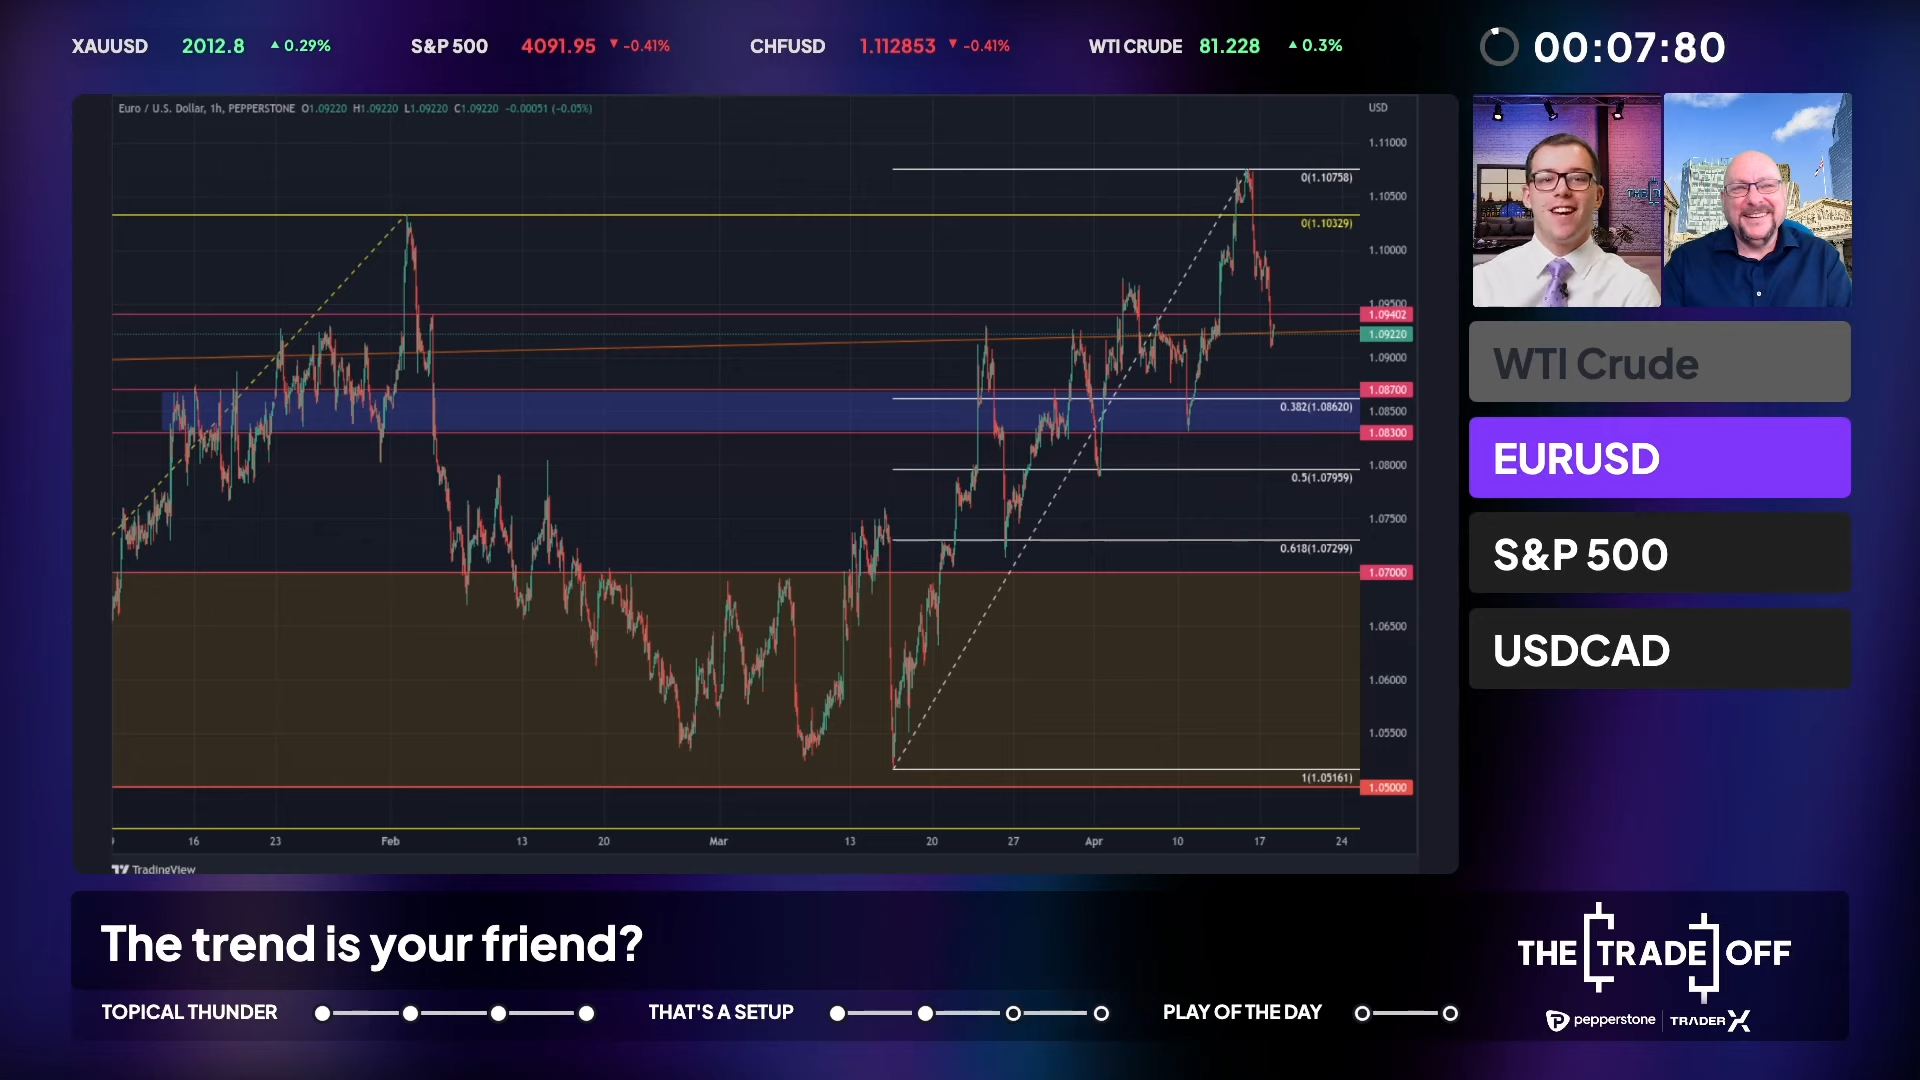 XAUUSD 2012.8 ▲ 0.29% S&P 500 4091.95 ▼ -0.41% CHFUSD 1.112853 ▼ -0.41% WTI CRUDE 81.228 ▲ 0.3% 00:07:80
Euro / U.S. Dollar, 1h, PEPPERSTONE O1.09220 H1.09220 L1.09220 C1.09220 -0.00051 (-0.05%)
USD
1.11000
0(1.10758)
1.10500
0(1.10329)
1.10000
1.09500
1.09402
1.09220
1.09000
1.08700
0.382(1.08620)
1.08500
1.08300
1.08000
0.5(1.07959)
1.07500
0.618(1.07299)
1.07000
1.06500
1.06000
1.05500
1(1.05161)
1.05000
16 23 Feb 13 20 Mar 13 20 27 Apr 10 17 24
TradingView
WTI Crude
EURUSD
S&P 500
USDCAD
The trend is your friend?
TOPICAL THUNDER THAT'S A SETUP PLAY OF THE DAY
THE TRADE OFF
pepperstone TRADER X